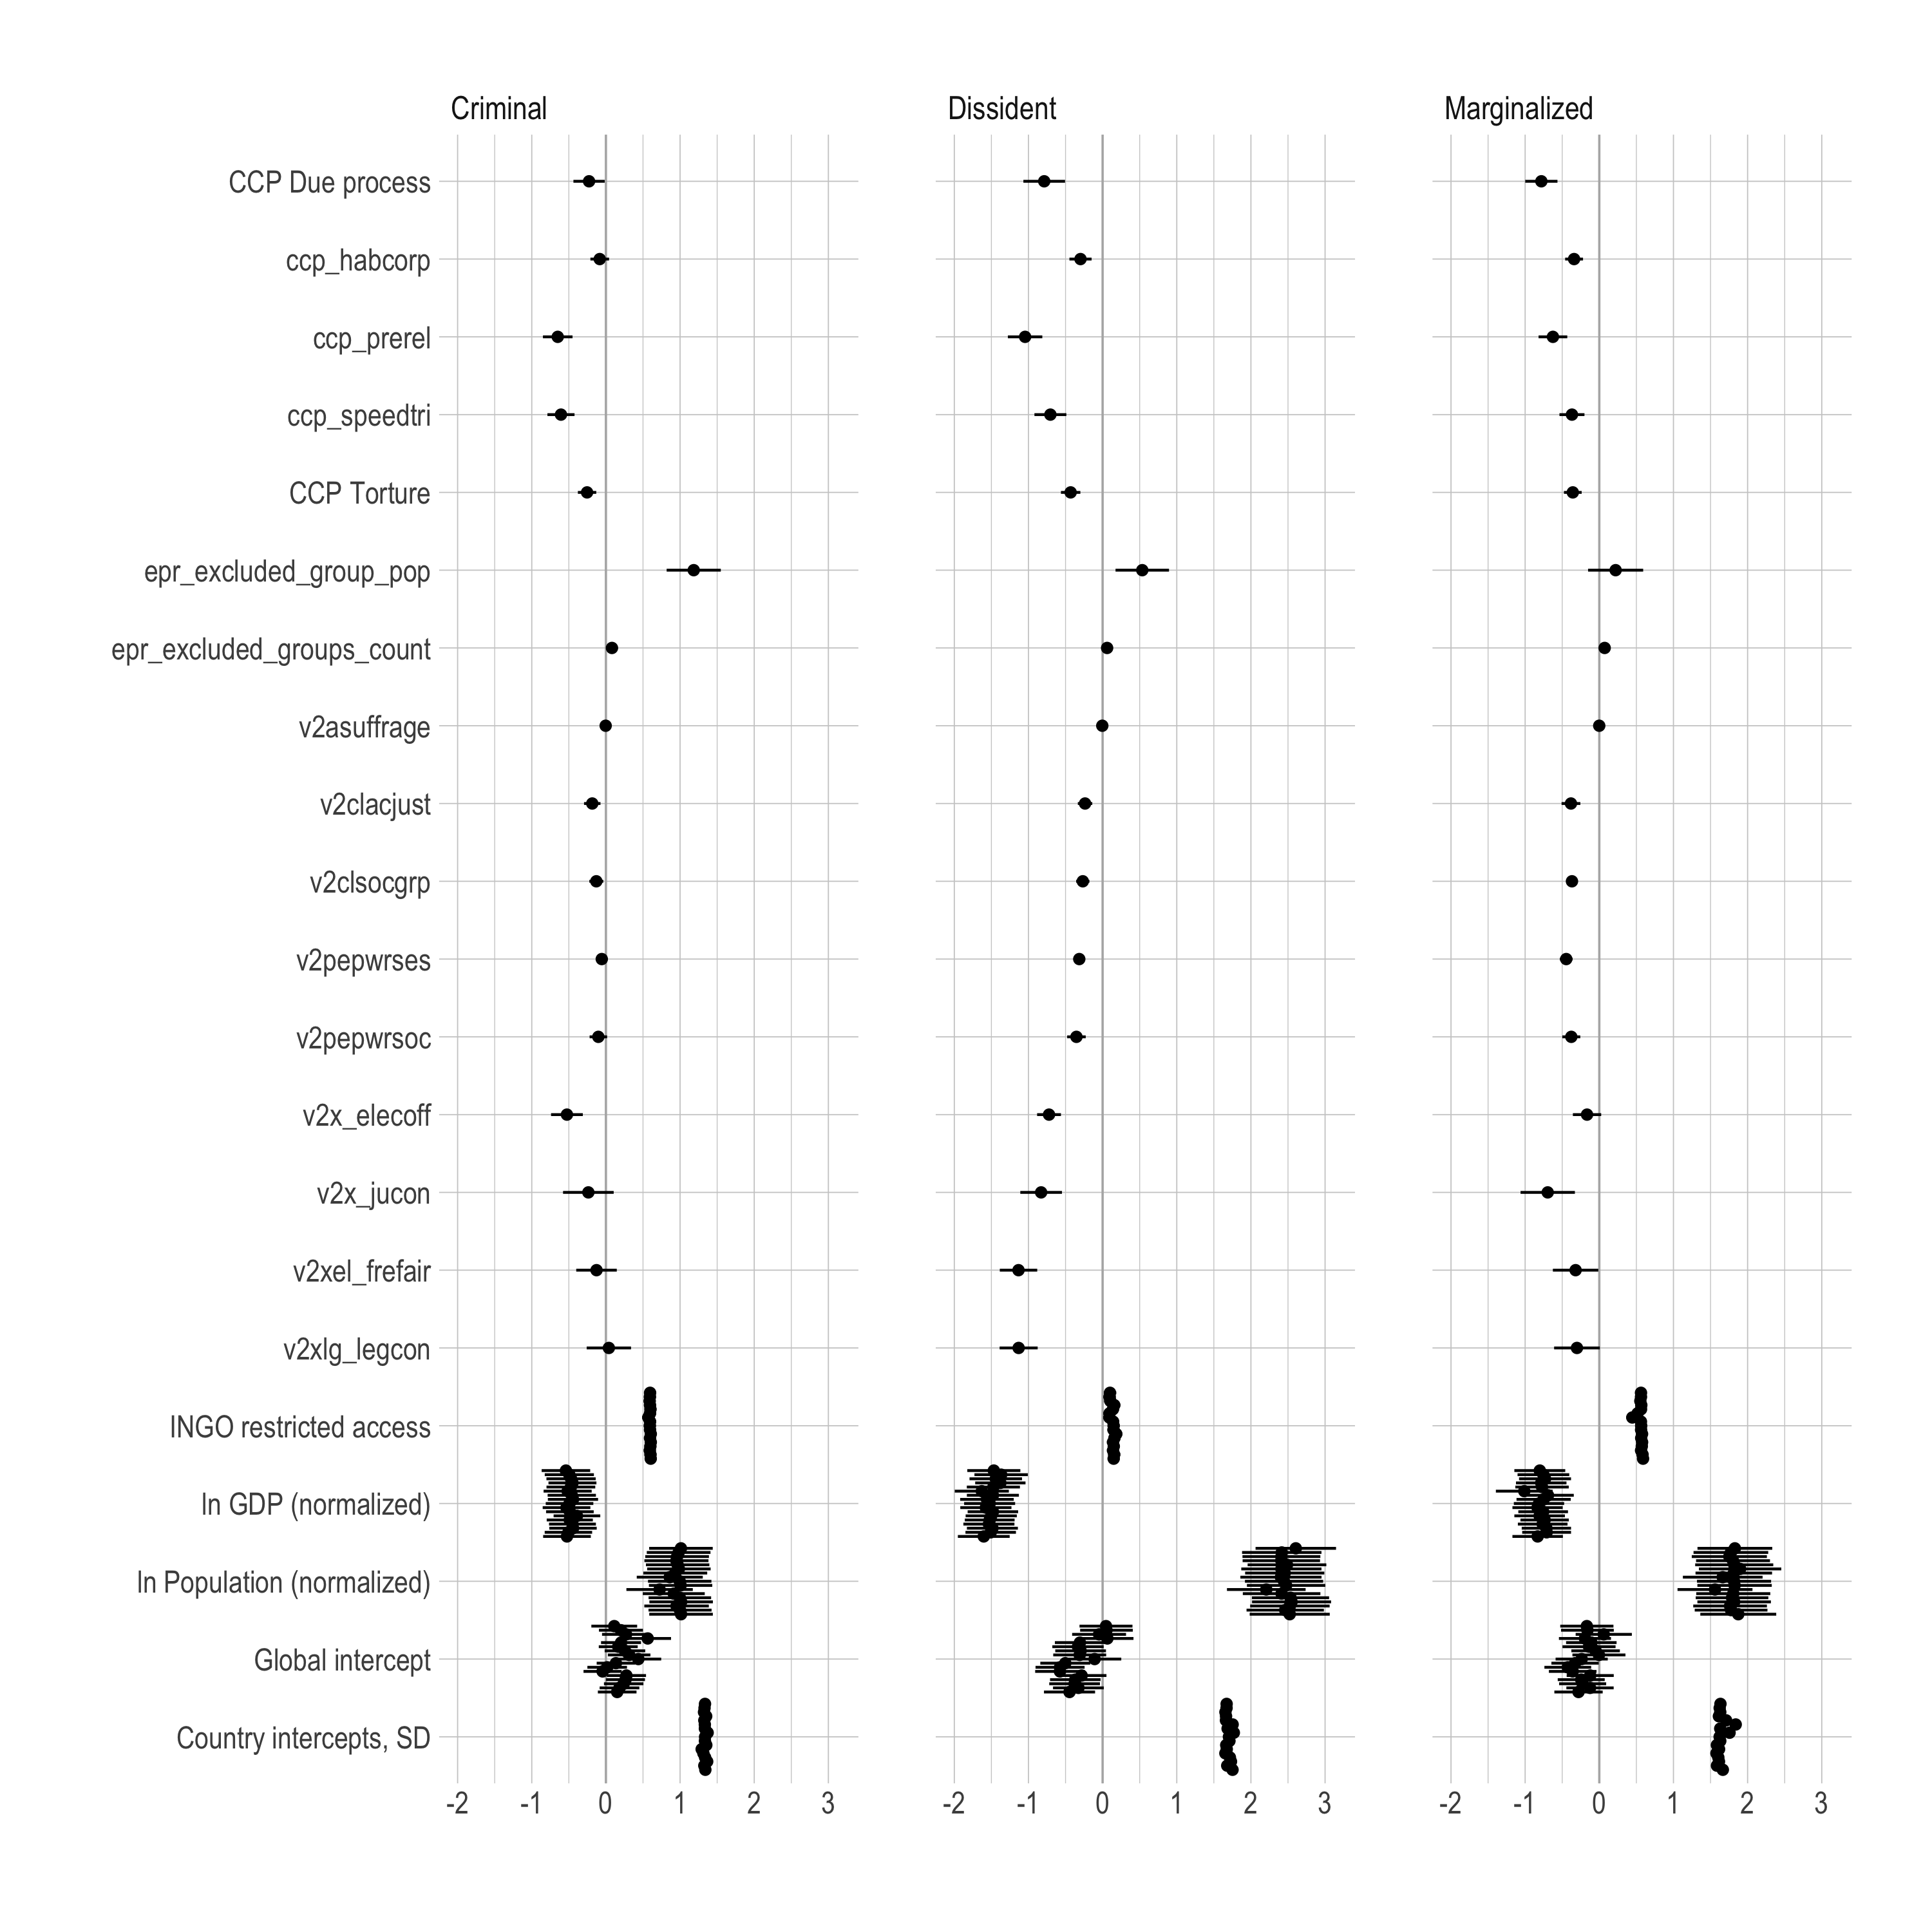 Criminal Dissident Marginalized
CCP Due process
ccp_habcorp
ccp_prerel
ccp_speedtri
CCP Torture
epr_excluded_group_pop
epr_excluded_groups_count
v2asuffrage
v2clacjust
v2clsocgrp
v2pepwrses
v2pepwrsoc
v2x_elecoff
v2x_jucon
v2xel_frefair
v2xlg_legcon
INGO restricted access
ln GDP (normalized)
ln Population (normalized)
Global intercept
Country intercepts, SD
-2 -1 0 1 2 3 -2 -1 0 1 2 3 -2 -1 0 1 2 3